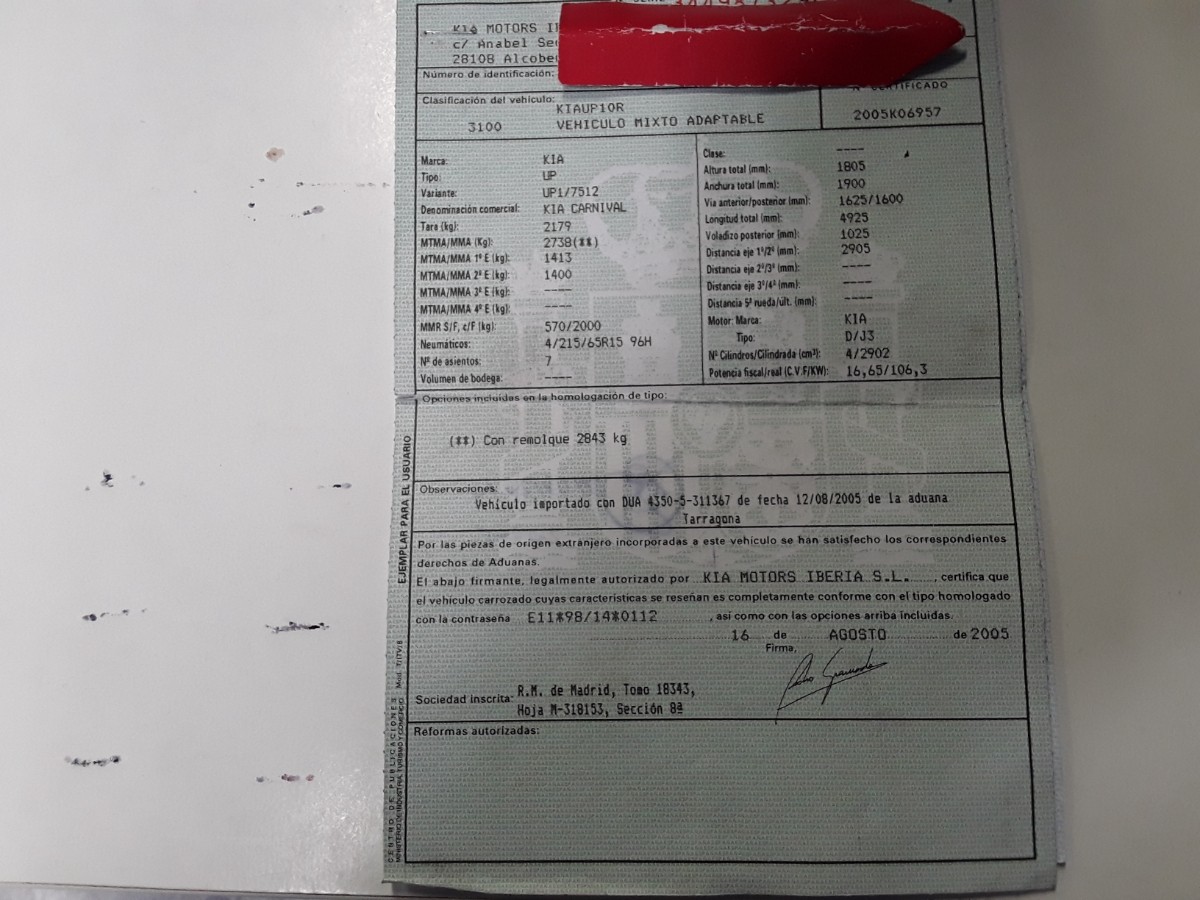 KIA MOTORS
c/ Anabel
28108
Número de identificación:
Nº CERTIFICADO
Clasificación del vehículo:
KIAUP10R
2005K06957
3100 VEHICULO MIXTO ADAPTABLE
Marca: KIA
Tipo: UP
Variante: UP1/7512
Denominación comercial: KIA CARNIVAL
Tara (kg): 2179
MTMA/MMA (Kg): 2738(**)
MTMA/MMA 1º E (kg): 1413
MTMA/MMA 2º E (kg): 1400
MTMA/MMA 3º E (kg): ----
MTMA/MMA 4º E (kg): ----
MMR S/F, c/F (kg): 570/2000
Neumáticos: 4/215/65R15 96H
Nº de asientos: 7
Volumen de bodega: ----
Clase: ----
Altura total (mm): 1805
Anchura total (mm): 1900
Via anterior/posterior (mm): 1625/1600
Longitud total (mm): 4925
Voladizo posterior (mm): 1025
Distancia eje 1º/2º (mm): 2905
Distancia eje 2º/3º (mm): ----
Distancia eje 3º/4º (mm): ----
Distancia 5ª rueda/últ. (mm): ----
Motor: Marca: KIA
Tipo: D/J3
Nº Cilindros/Cilindrada (cm³): 4/2902
Potencia fiscal/real (C.V.F/KW): 16,65/106,3
Opciones incluidas en la homologación de tipo:
(**) Con remolque 2843 kg
Observaciones:
Vehículo importado con DUA 4350-5-311367 de fecha 12/08/2005 de la aduana
Tarragona
Por las piezas de origen extranjero incorporadas a este vehículo se han satisfecho los correspondientes
derechos de Aduanas.
El abajo firmante, legalmente autorizado por KIA MOTORS IBERIA S.L. , certifica que
el vehículo carrozado cuyas características se reseñan es completamente conforme con el tipo homologado
con la contraseña E11*98/14*0112 , así como con las opciones arriba incluidas.
16 de AGOSTO de 2005
Firma,
Sociedad inscrita: R.M. de Madrid, Tomo 18343,
Hoja M-318153, Sección 8ª
Reformas autorizadas:
EJEMPLAR PARA EL USUARIO
CENTRO DE PUBLICACIONES
MINISTERIO DE INDUSTRIA, TURISMO Y COMERCIO